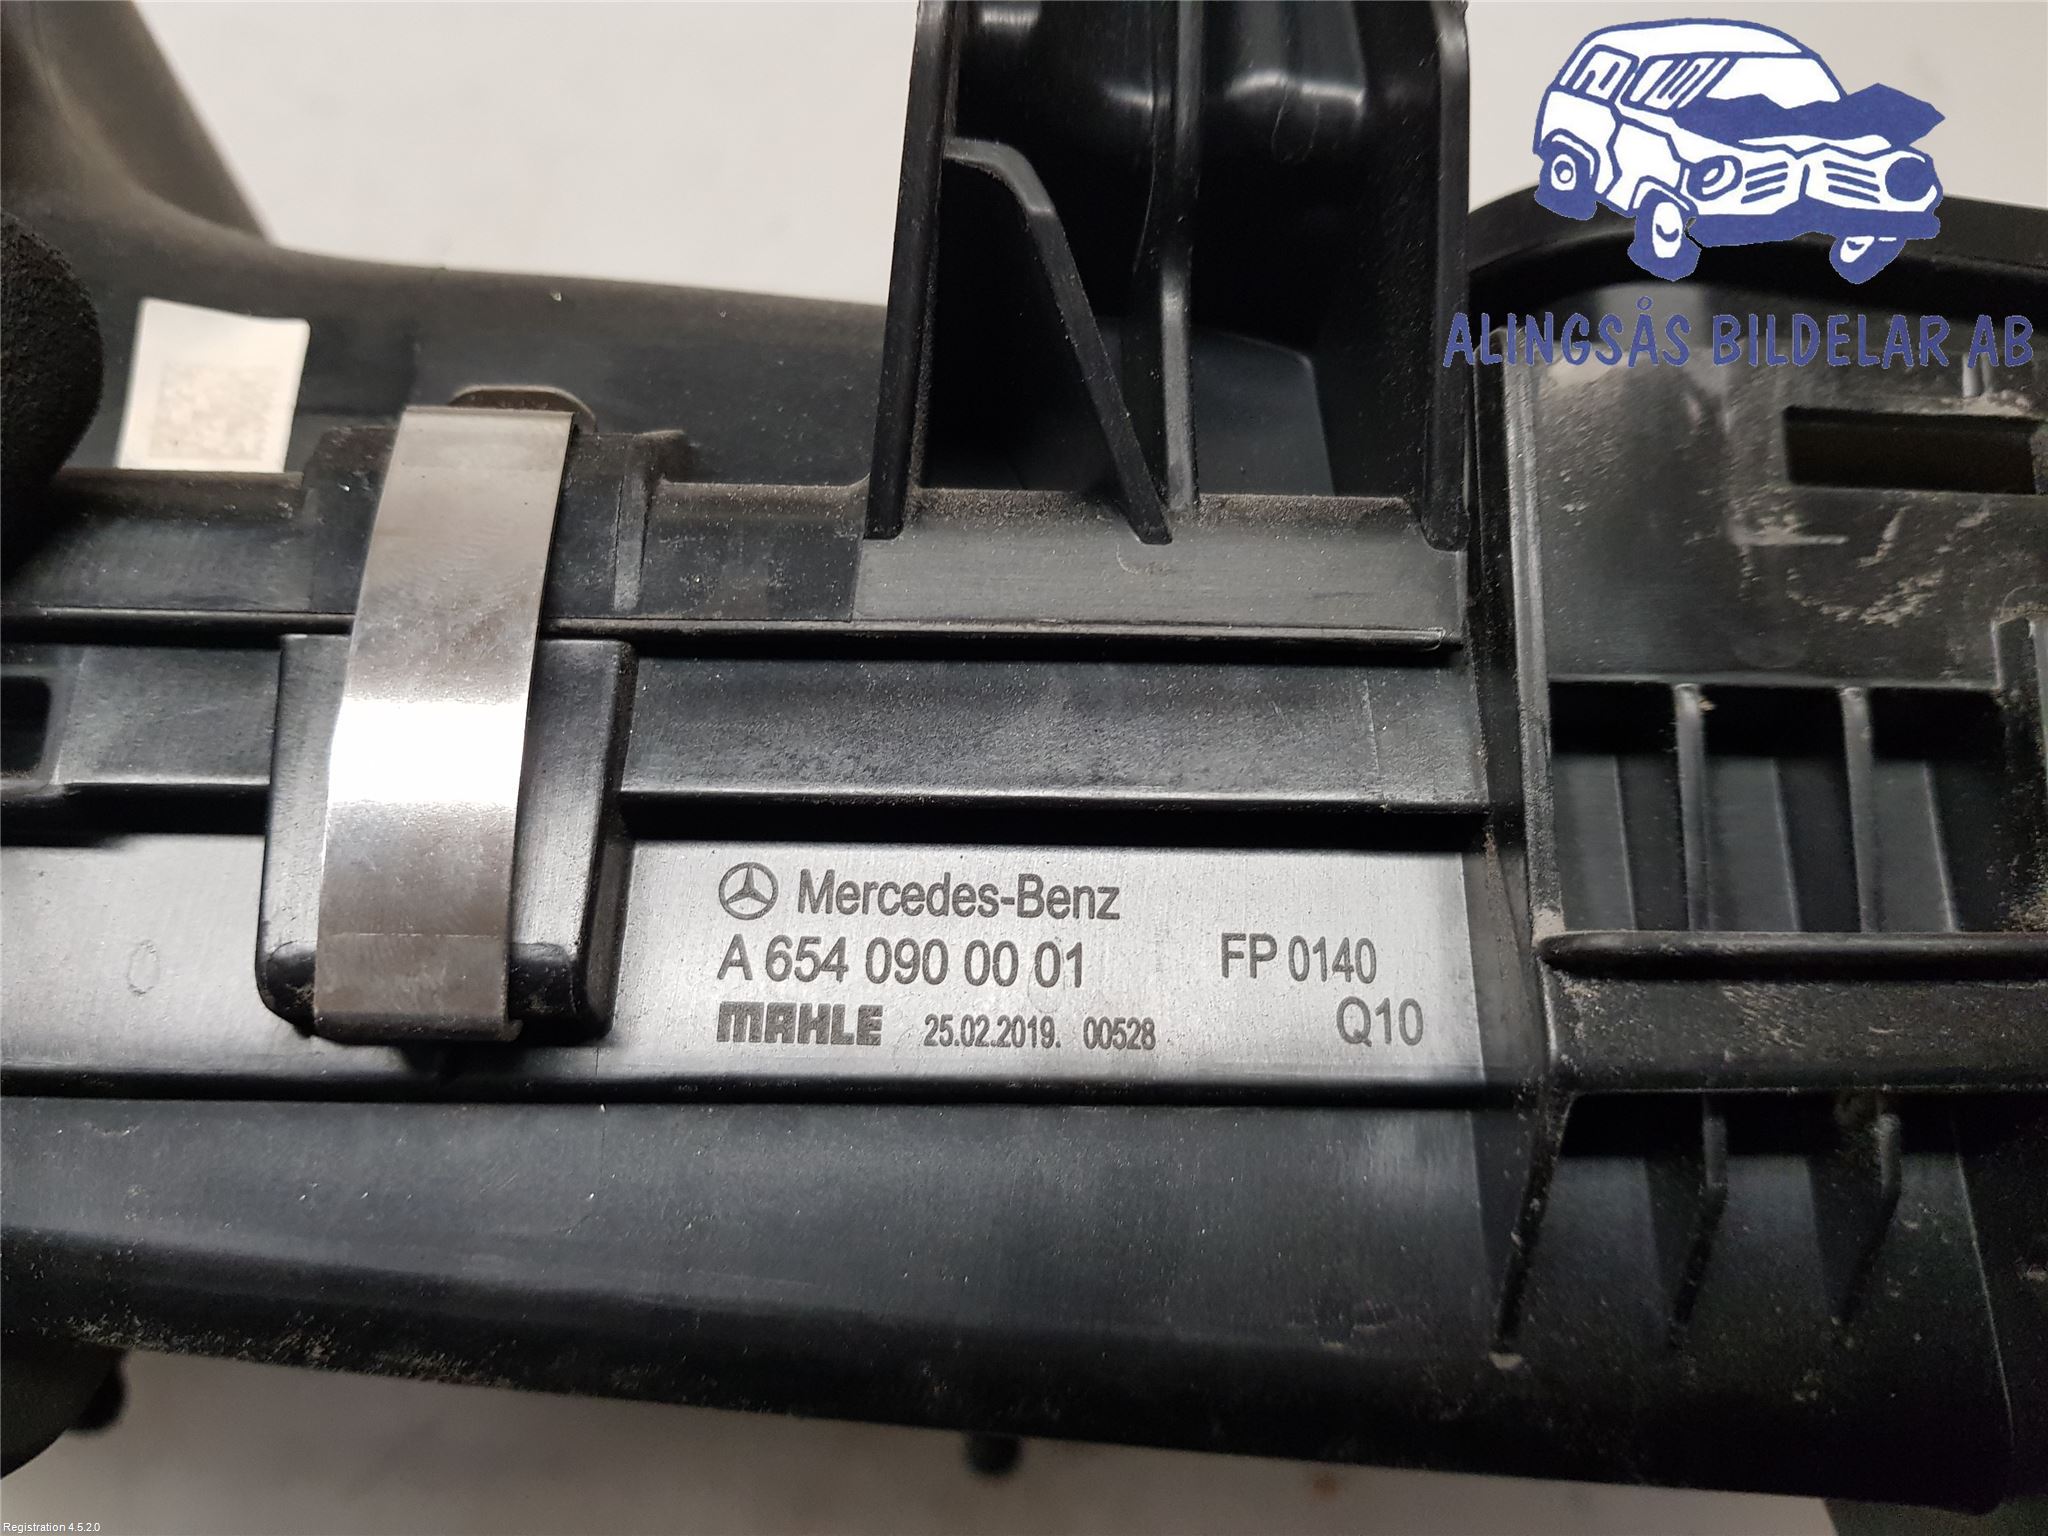 ALINGSÅS BILDELAR AB
Mercedes-Benz
A 654 090 00 01 FP 0140
MAHLE 25.02.2019. 00528 Q10
Registration 4.5.2.0